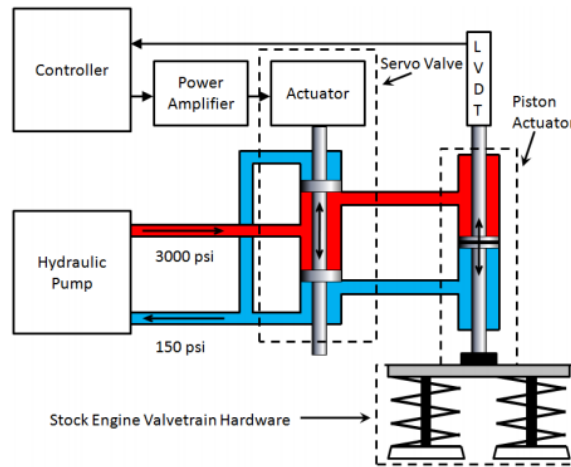 Controller
Power
Amplifier
Actuator
Servo Valve
L
V
D
T
Piston
Actuator
Hydraulic
Pump
3000 psi
150 psi
Stock Engine Valvetrain Hardware